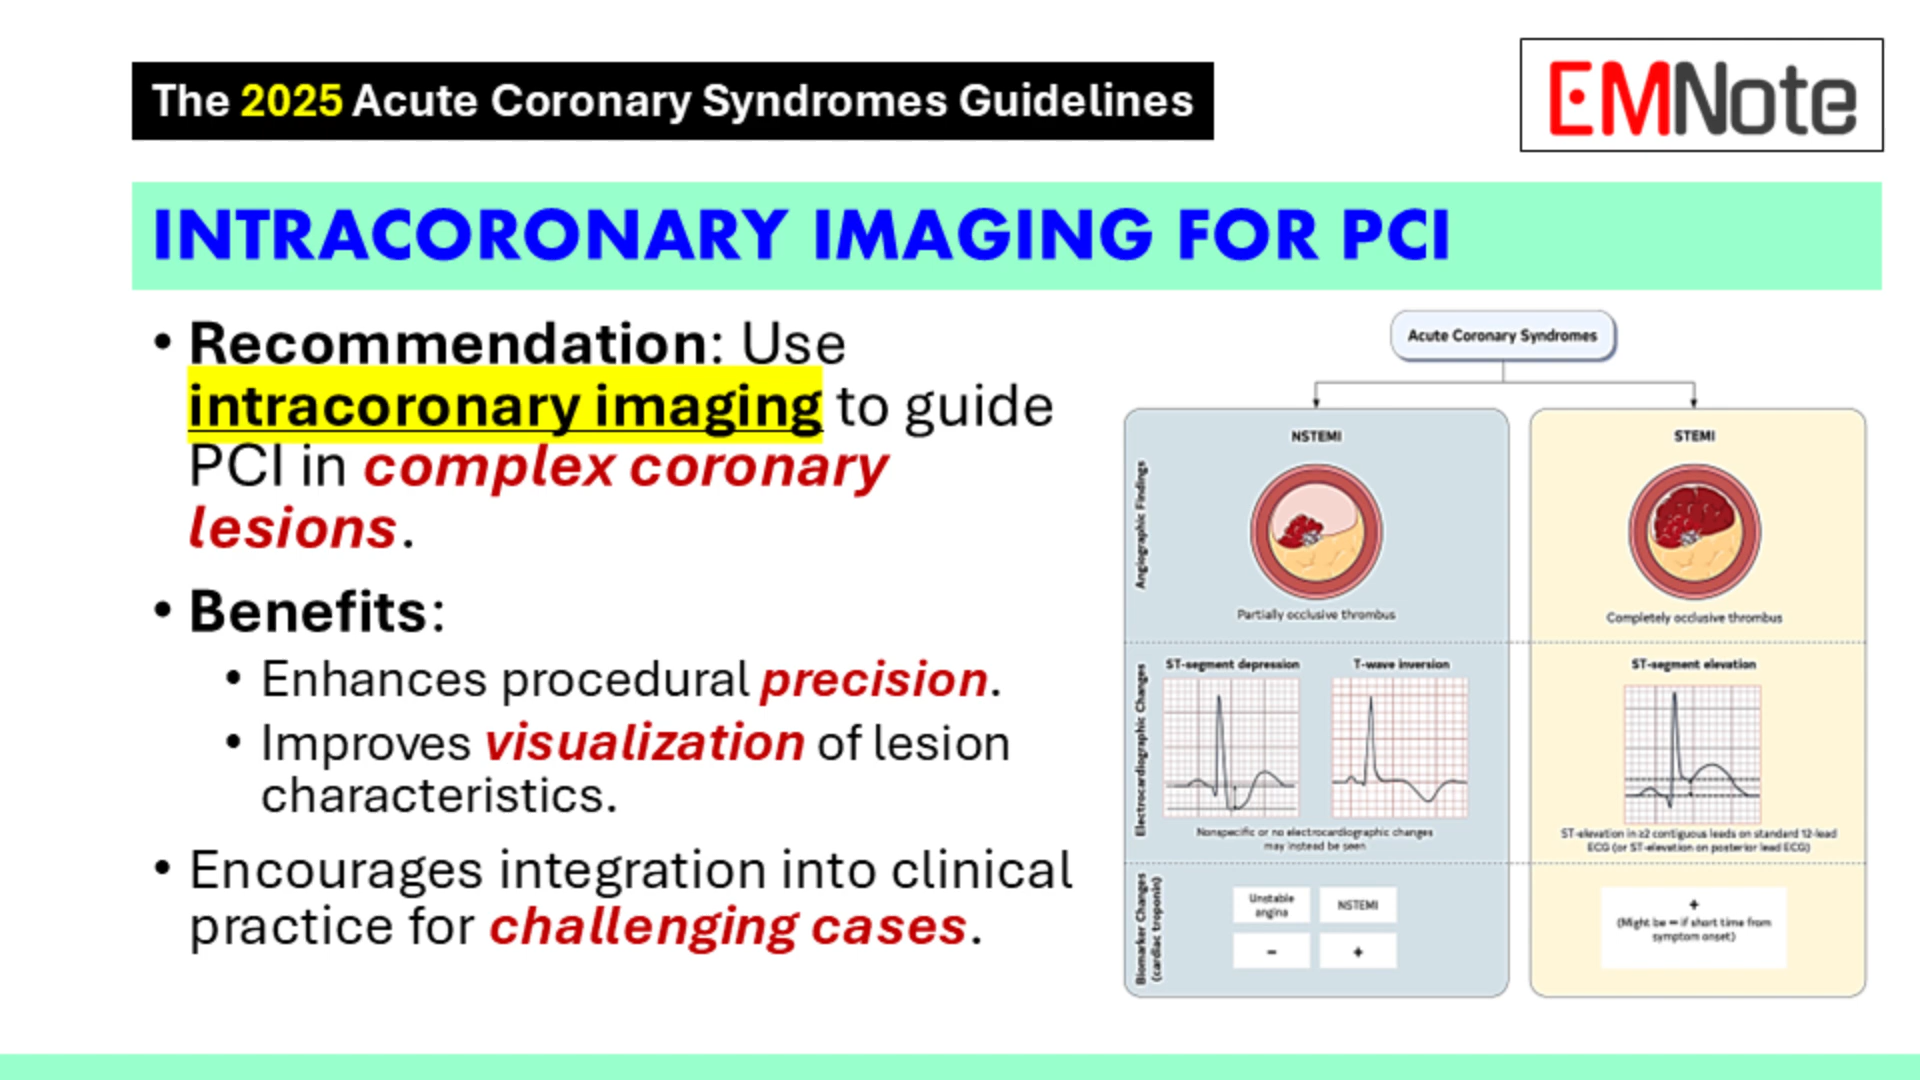 The 2025 Acute Coronary Syndromes Guidelines
EMNote
INTRACORONARY IMAGING FOR PCI
• Recommendation: Use
intracoronary imaging to guide
PCI in complex coronary
lesions.
• Benefits:
• Enhances procedural precision.
• Improves visualization of lesion
characteristics.
• Encourages integration into clinical
practice for challenging cases.
Acute Coronary Syndromes
NSTEMI
STEMI
Angiographic Findings
Partially occlusive thrombus
Completely occlusive thrombus
Electrocardiographic Changes
ST-segment depression
T-wave inversion
ST-segment elevation
Nonspecific or no electrocardiographic changes
may instead be seen
ST-elevation in ≥2 contiguous leads on standard 12-lead
ECG (or ST-elevation on posterior lead ECG)
Biomarker Changes
(cardiac troponin)
Unstable
angina
NSTEMI
−
+
+
(Might be − if short time from
symptom onset)